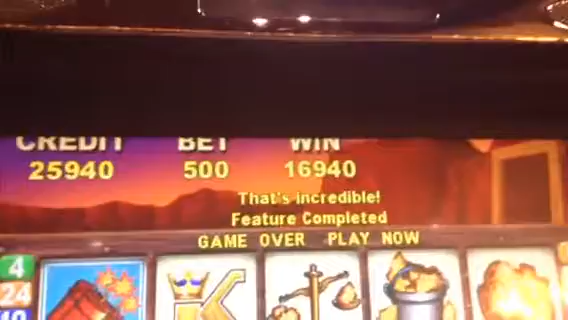 CREDIT BET WIN
25940 500 16940
That's incredible!
Feature Completed
GAME OVER PLAY NOW
4
24
K